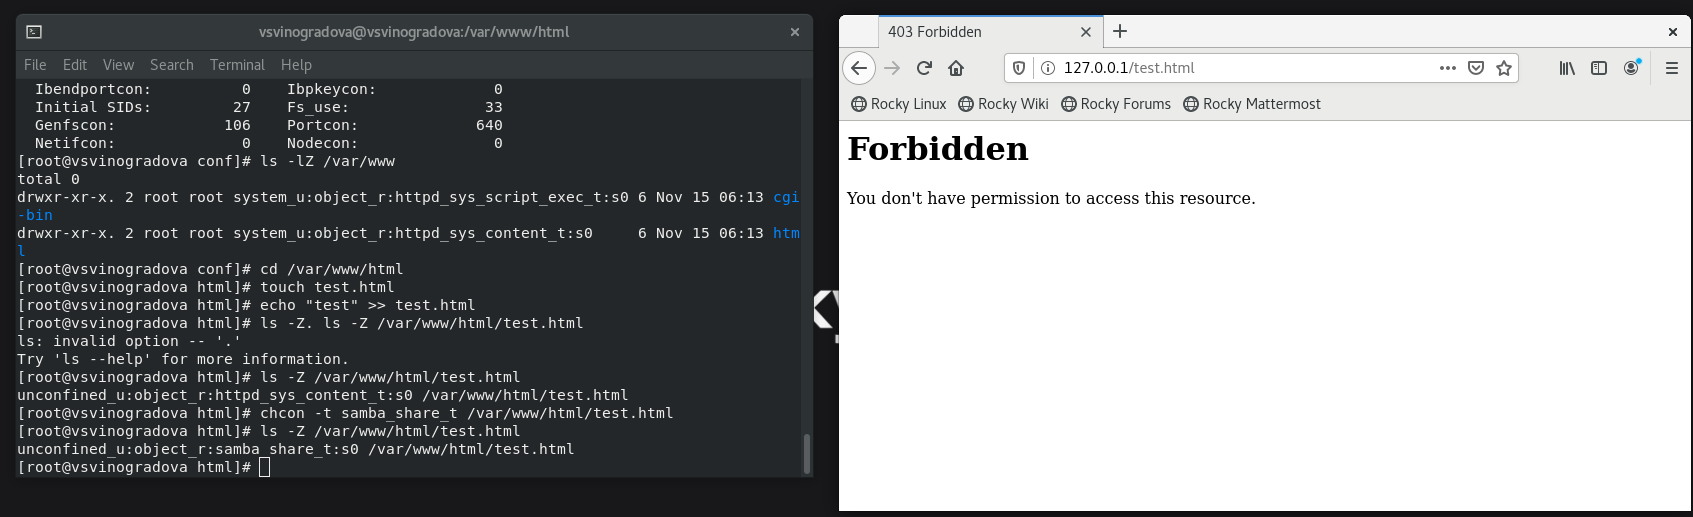 vsvinogradova@vsvinogradova:/var/www/html
File Edit View Search Terminal Help
Ibendportcon: 0 Ibpkeycon: 0
Initial SIDs: 27 Fs_use: 33
Genfscon: 106 Portcon: 640
Netifcon: 0 Nodecon: 0
[root@vsvinogradova conf]# ls -lZ /var/www
total 0
drwxr-xr-x. 2 root root system_u:object_r:httpd_sys_script_exec_t:s0 6 Nov 15 06:13 cgi
-bin
drwxr-xr-x. 2 root root system_u:object_r:httpd_sys_content_t:s0 6 Nov 15 06:13 htm
l
[root@vsvinogradova conf]# cd /var/www/html
[root@vsvinogradova html]# touch test.html
[root@vsvinogradova html]# echo "test" >> test.html
[root@vsvinogradova html]# ls -Z. ls -Z /var/www/html/test.html
ls: invalid option -- '.'
Try 'ls --help' for more information.
[root@vsvinogradova html]# ls -Z /var/www/html/test.html
unconfined_u:object_r:httpd_sys_content_t:s0 /var/www/html/test.html
[root@vsvinogradova html]# chcon -t samba_share_t /var/www/html/test.html
[root@vsvinogradova html]# ls -Z /var/www/html/test.html
unconfined_u:object_r:samba_share_t:s0 /var/www/html/test.html
[root@vsvinogradova html]#
403 Forbidden
127.0.0.1/test.html
Rocky Linux Rocky Wiki Rocky Forums Rocky Mattermost
Forbidden
You don't have permission to access this resource.